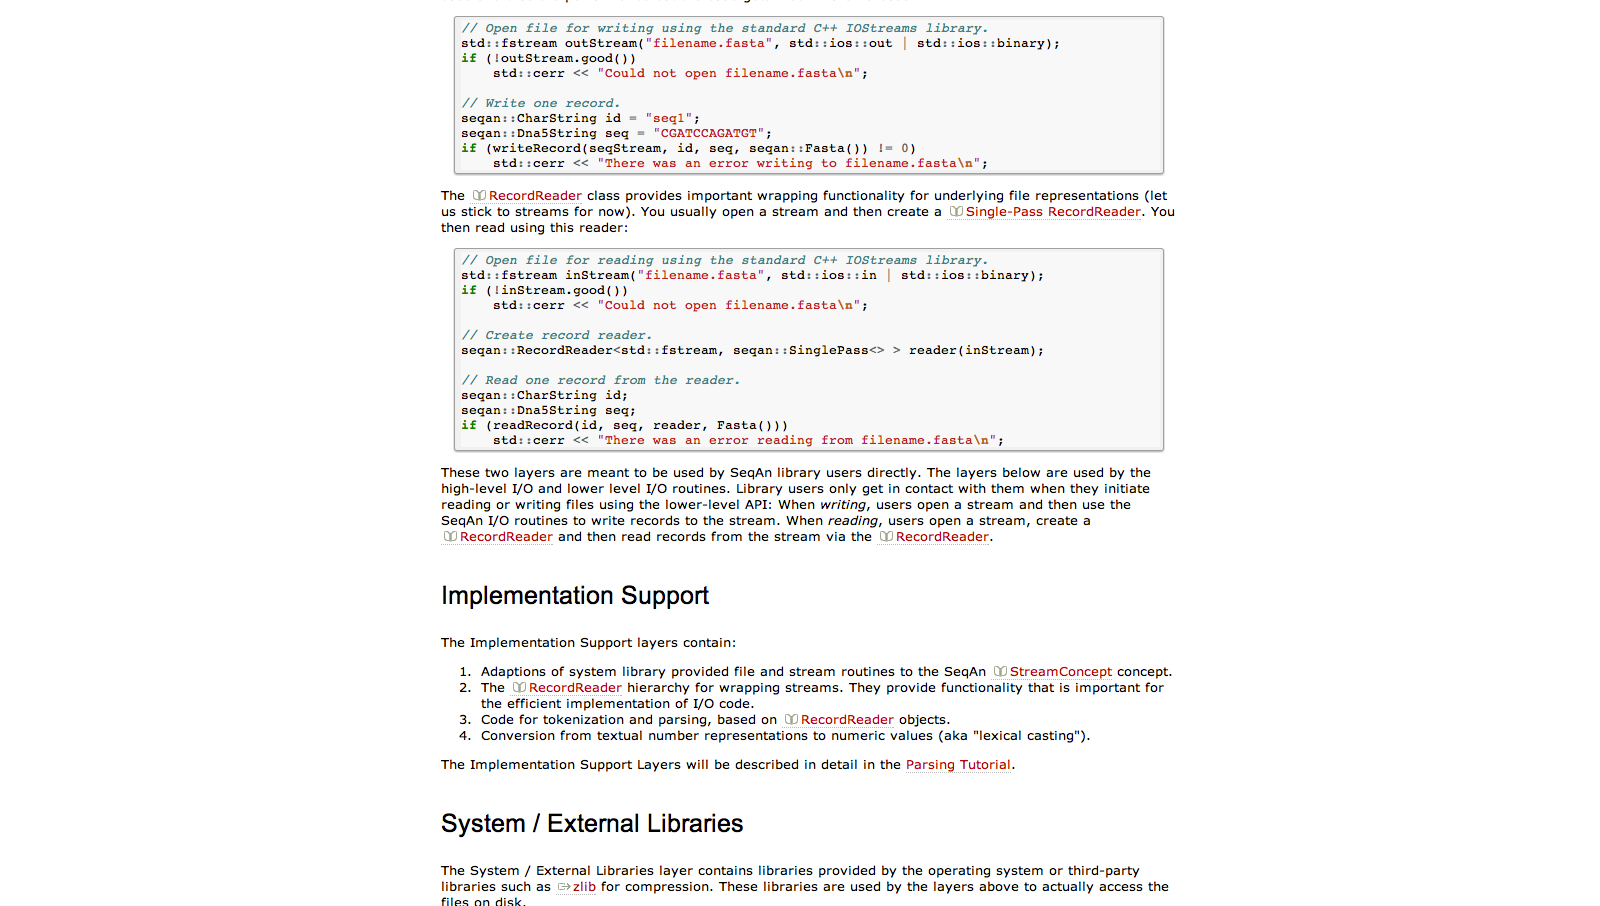 // Open file for writing using the standard C++ IOStreams library.
std::fstream outStream("filename.fasta", std::ios::out | std::ios::binary);
if (!outStream.good())
    std::cerr << "Could not open filename.fasta\n";
// Write one record.
seqan::CharString id = "seq1";
seqan::Dna5String seq = "CGATCCAGATGT";
if (writeRecord(seqStream, id, seq, seqan::Fasta()) != 0)
    std::cerr << "There was an error writing to filename.fasta\n";
The RecordReader class provides important wrapping functionality for underlying file representations (let
us stick to streams for now). You usually open a stream and then create a Single-Pass RecordReader. You
then read using this reader:
// Open file for reading using the standard C++ IOStreams library.
std::fstream inStream("filename.fasta", std::ios::in | std::ios::binary);
if (!inStream.good())
    std::cerr << "Could not open filename.fasta\n";
// Create record reader.
seqan::RecordReader<std::fstream, seqan::SinglePass<> > reader(inStream);
// Read one record from the reader.
seqan::CharString id;
seqan::Dna5String seq;
if (readRecord(id, seq, reader, Fasta()))
    std::cerr << "There was an error reading from filename.fasta\n";
These two layers are meant to be used by SeqAn library users directly. The layers below are used by the
high-level I/O and lower level I/O routines. Library users only get in contact with them when they initiate
reading or writing files using the lower-level API: When writing, users open a stream and then use the
SeqAn I/O routines to write records to the stream. When reading, users open a stream, create a
RecordReader and then read records from the stream via the RecordReader.
Implementation Support
The Implementation Support layers contain:
1. Adaptions of system library provided file and stream routines to the SeqAn StreamConcept concept.
2. The RecordReader hierarchy for wrapping streams. They provide functionality that is important for
the efficient implementation of I/O code.
3. Code for tokenization and parsing, based on RecordReader objects.
4. Conversion from textual number representations to numeric values (aka "lexical casting").
The Implementation Support Layers will be described in detail in the Parsing Tutorial.
System / External Libraries
The System / External Libraries layer contains libraries provided by the operating system or third-party
libraries such as zlib for compression. These libraries are used by the layers above to actually access the
files on disk.